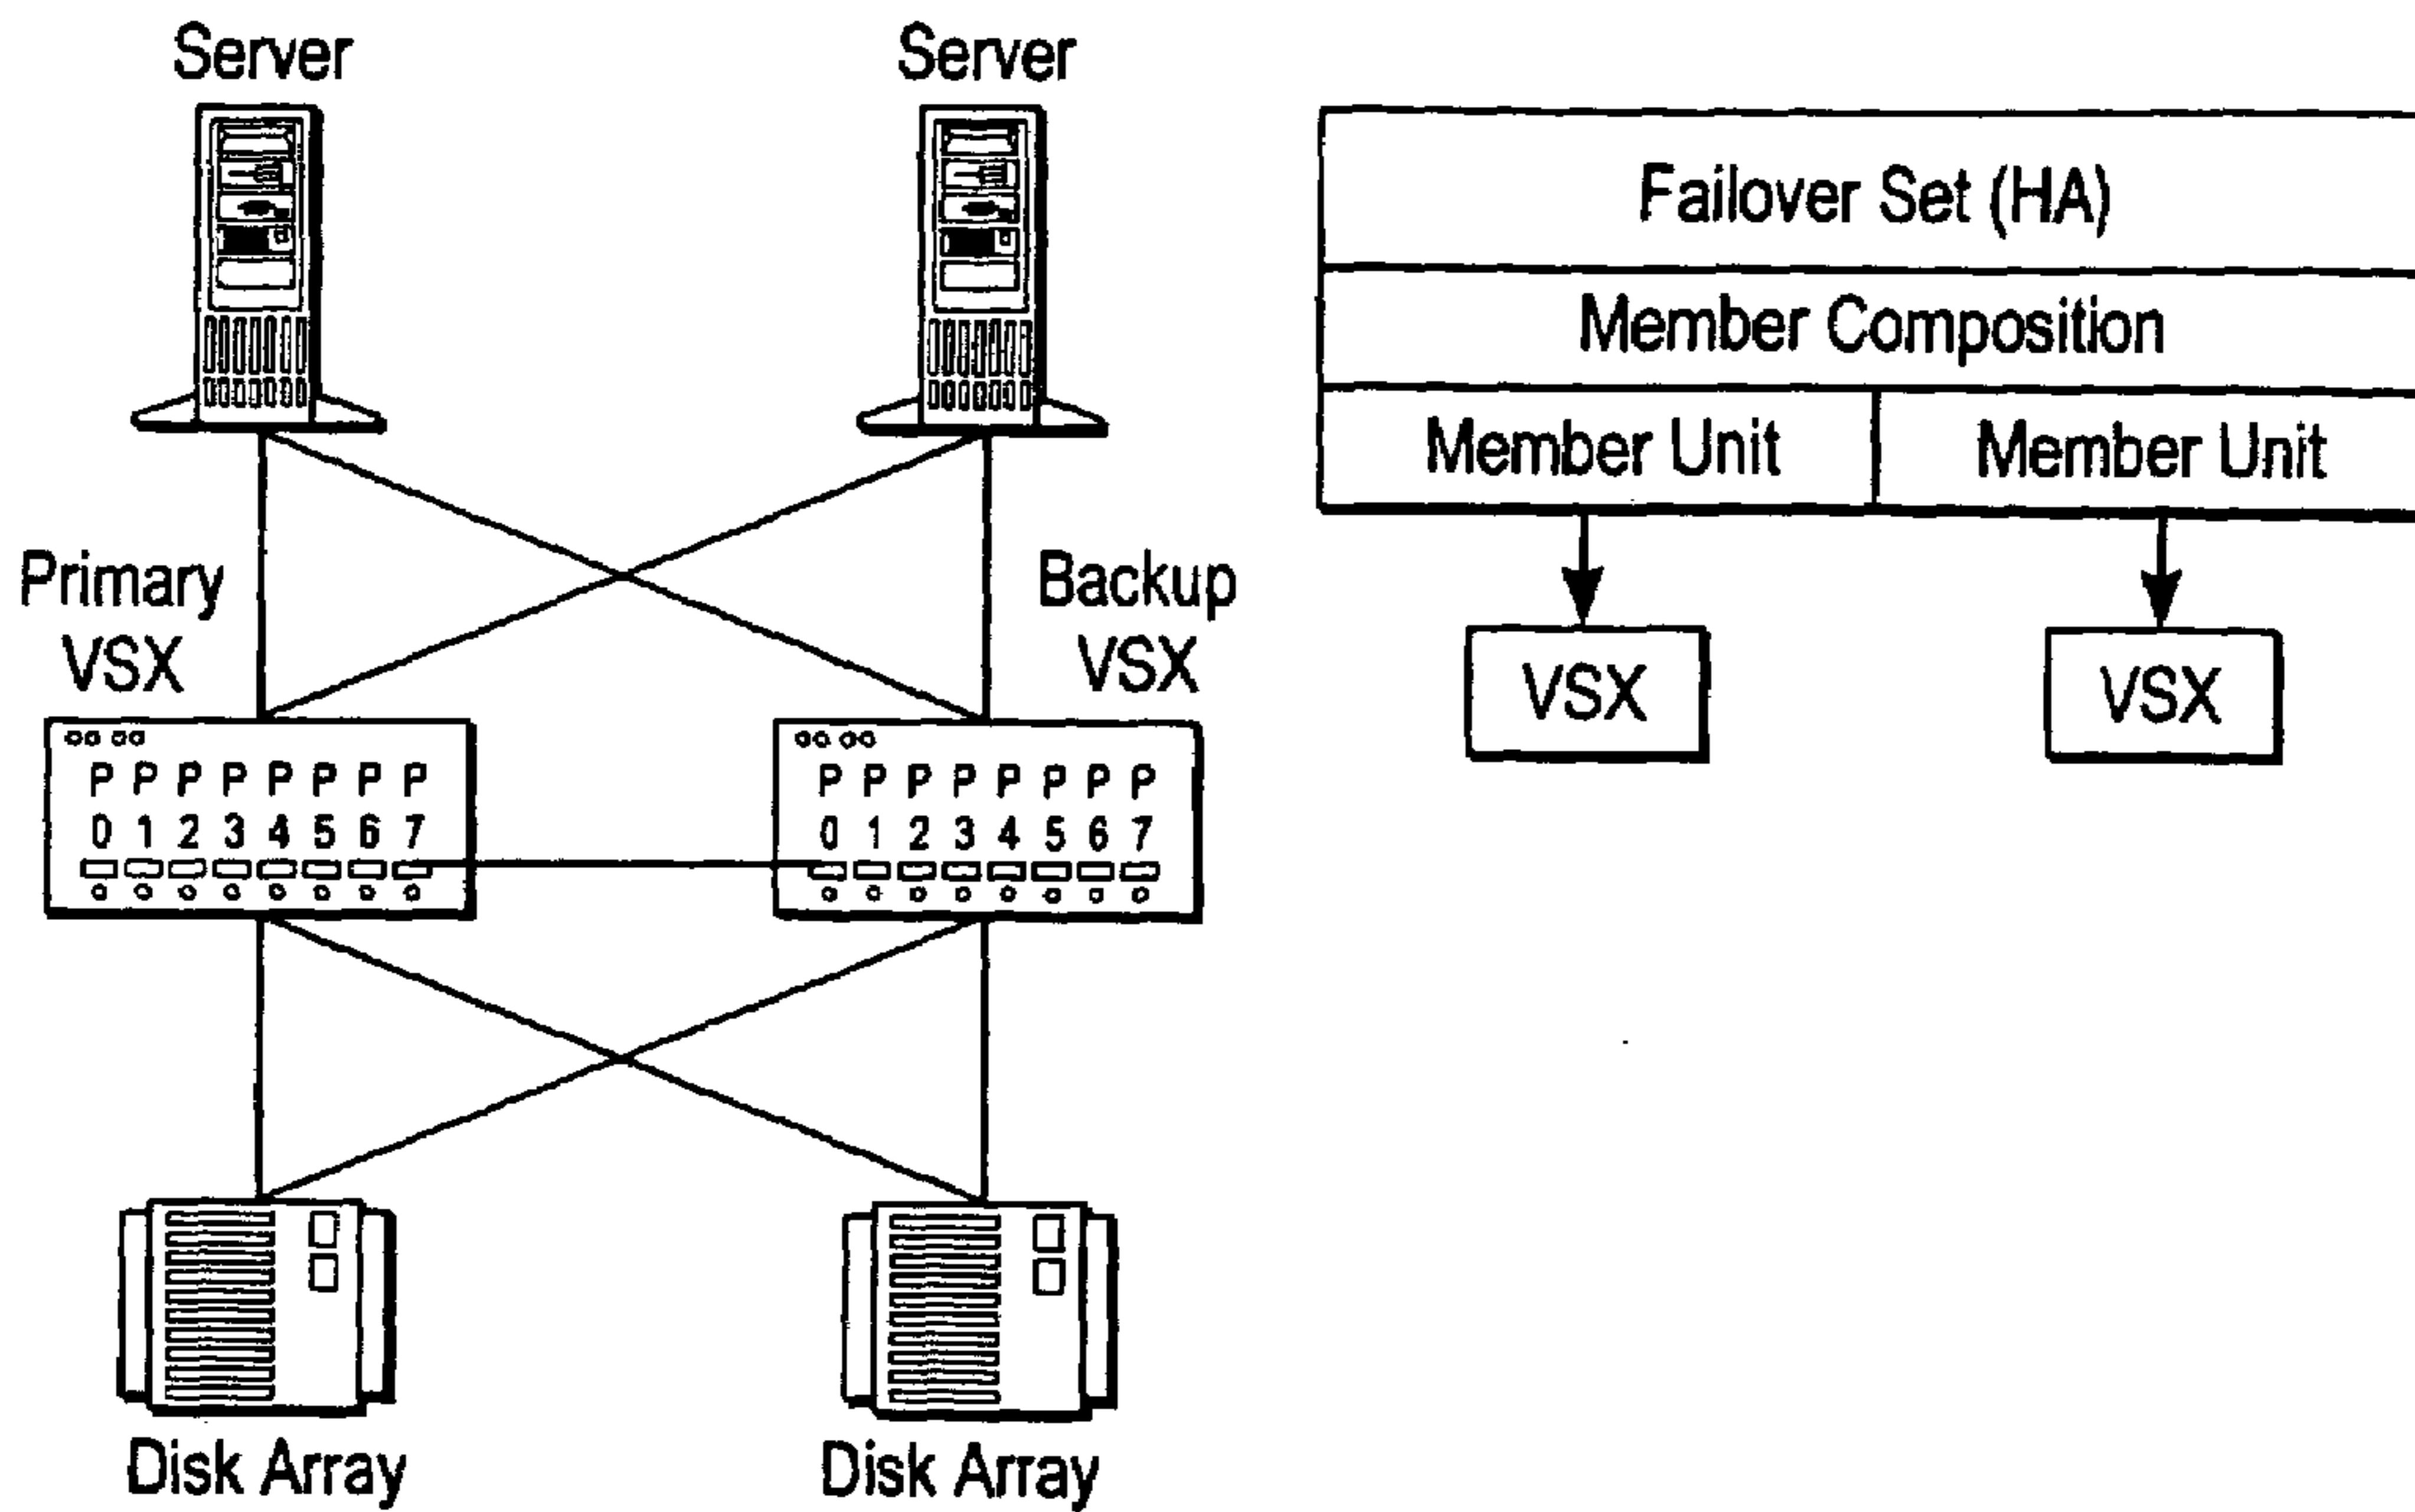 Server
Server
Failover Set (HA)
Member Composition
Member Unit
Member Unit
Primary
VSX
Backup
VSX
VSX
VSX
P P P P P P P P
0 1 2 3 4 5 6 7
P P P P P P P P
0 1 2 3 4 5 6 7
Disk Array
Disk Array